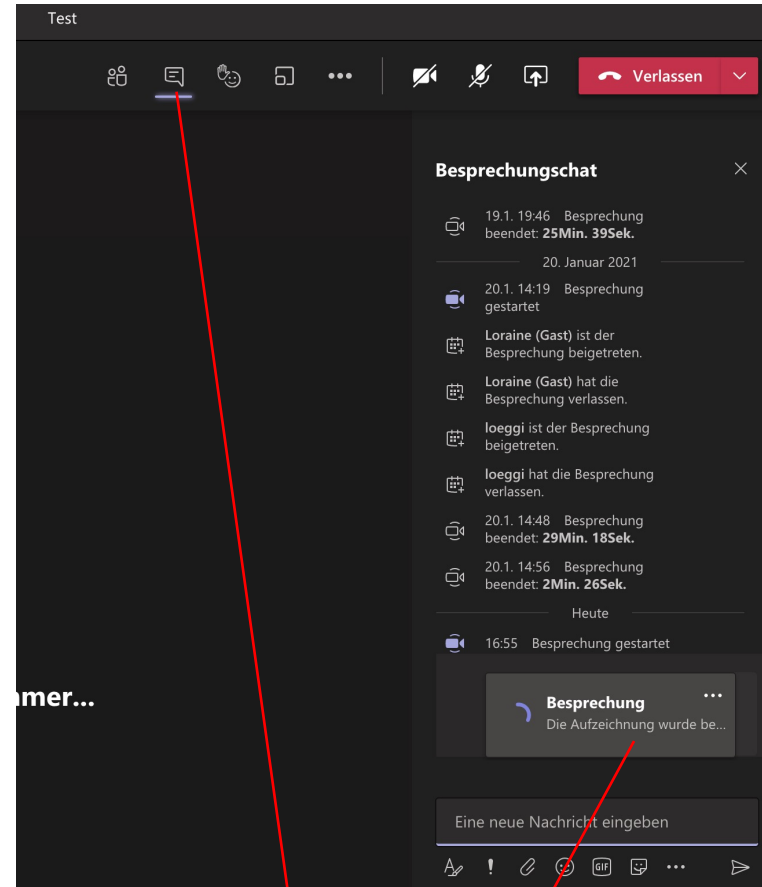 Test
Verlassen
Besprechungschat
19.1. 19:46 Besprechung
beendet: 25Min. 39Sek.
20. Januar 2021
20.1. 14:19 Besprechung
gestartet
Loraine (Gast) ist der
Besprechung beigetreten.
Loraine (Gast) hat die
Besprechung verlassen.
loeggi ist der Besprechung
beigetreten.
loeggi hat die Besprechung
verlassen.
20.1. 14:48 Besprechung
beendet: 29Min. 18Sek.
20.1. 14:56 Besprechung
beendet: 2Min. 26Sek.
Heute
16:55 Besprechung gestartet
mer...
Besprechung
Die Aufzeichnung wurde be...
Eine neue Nachricht eingeben
GIF